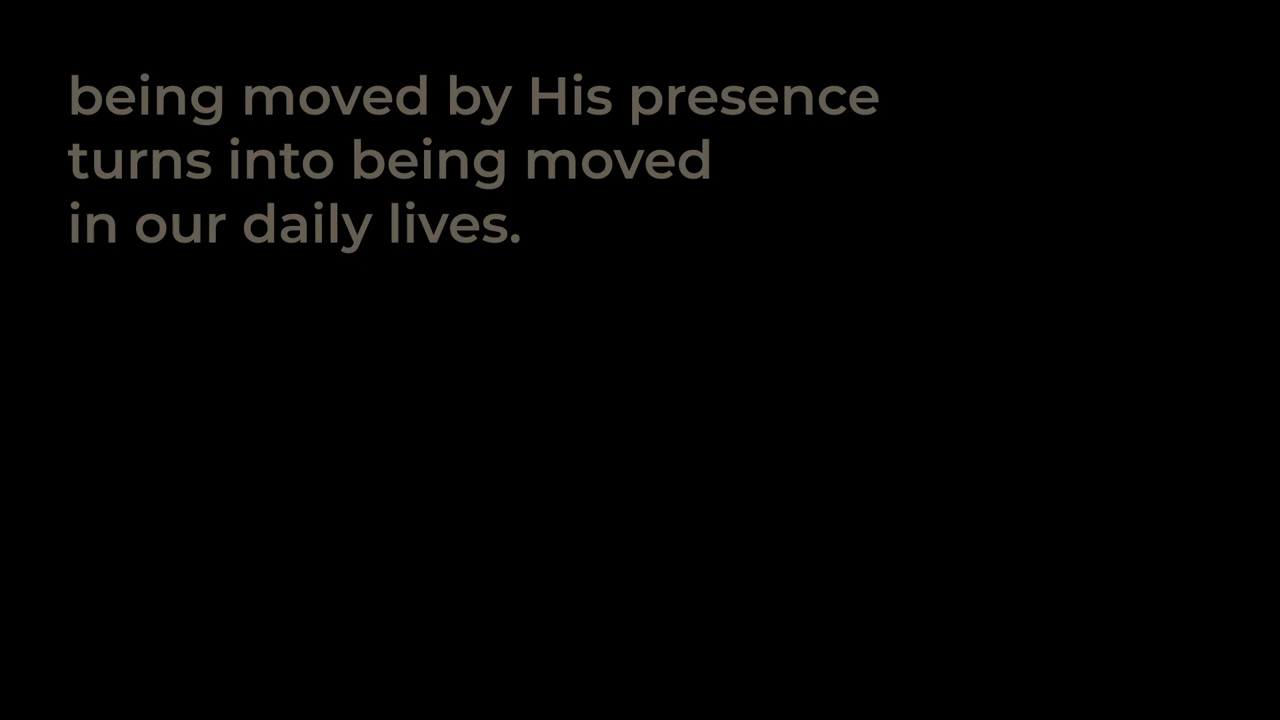 being moved by His presence
turns into being moved
in our daily lives.